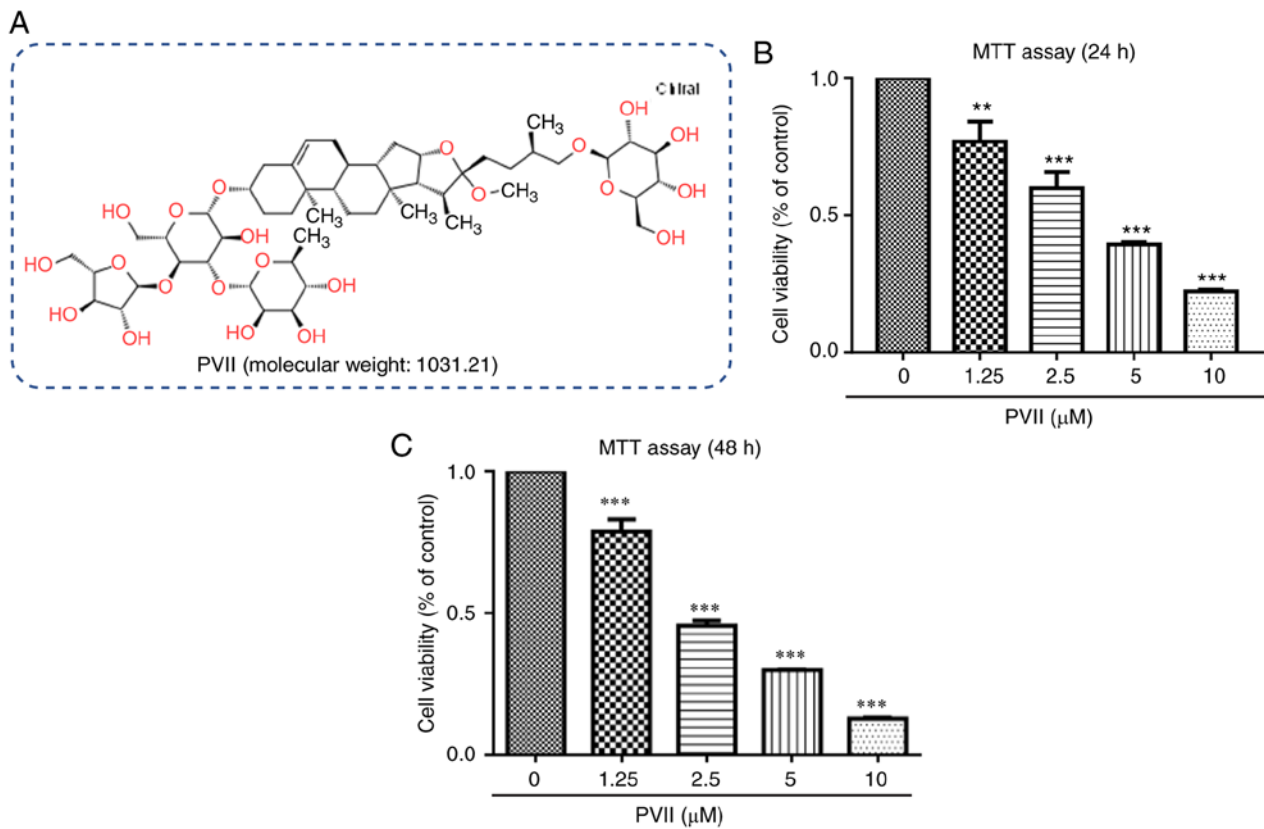 A
Chiral
CH3
OH
OH
O
O
O
OH
O
CH3
O
CH3
CH3
CH3
OH
HO
O
OH
CH3
HO
O
O
O
O
OH
HO
OH
HO
OH
PVII (molecular weight: 1031.21)
B
MTT assay (24 h)
Cell viability (% of control)
1.0
0.5
0.0
**
***
***
***
0 1.25 2.5 5 10
PVII (μM)
C
MTT assay (48 h)
Cell viability (% of control)
1.0
0.5
0.0
***
***
***
***
0 1.25 2.5 5 10
PVII (μM)